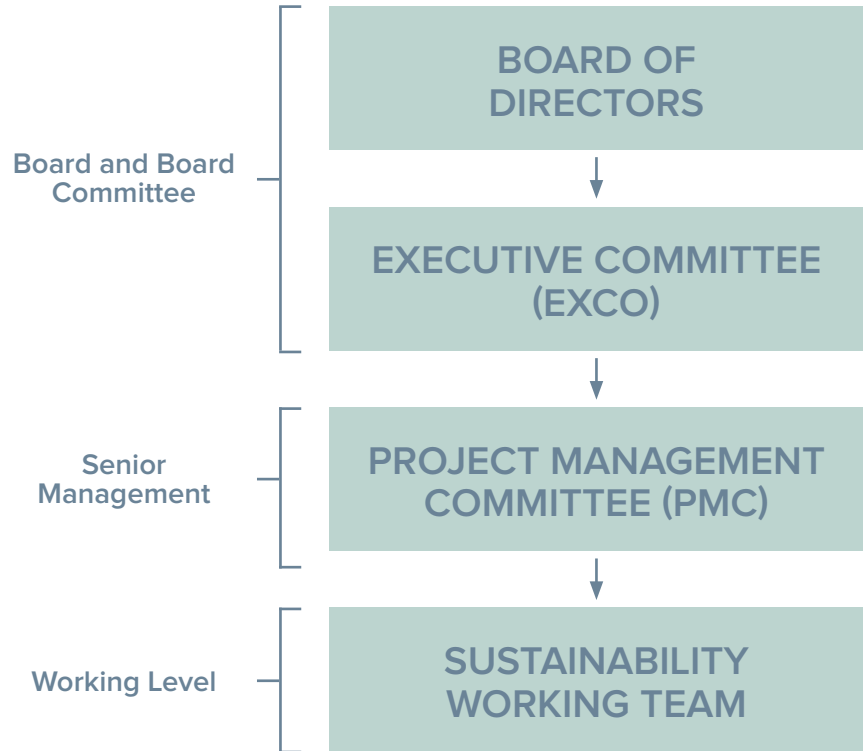 BOARD OF
DIRECTORS
Board and Board
Committee
EXECUTIVE COMMITTEE
(EXCO)
Senior
Management
PROJECT MANAGEMENT
COMMITTEE (PMC)
Working Level
SUSTAINABILITY
WORKING TEAM